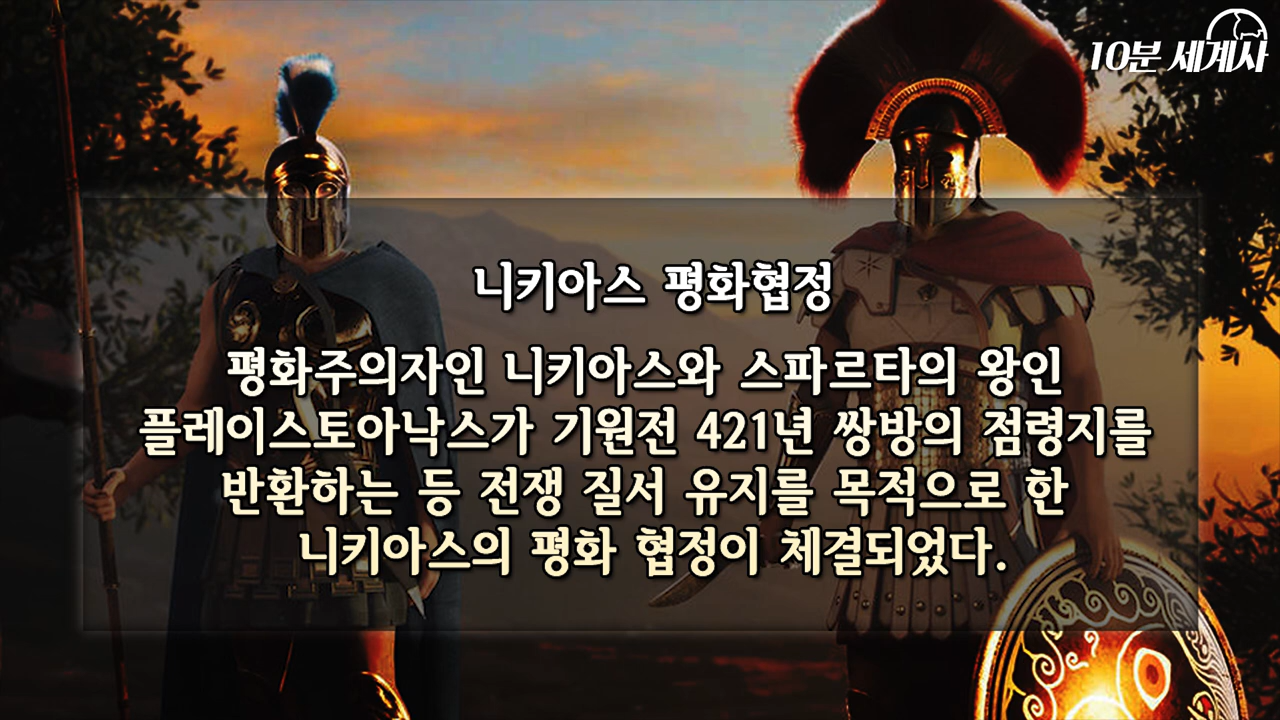 10분 세계사
니키아스 평화협정
평화주의자인 니키아스와 스파르타의 왕인
플레이스토아낙스가 기원전 421년 쌍방의 점령지를
반환하는 등 전쟁 질서 유지를 목적으로 한
니키아스의 평화 협정이 체결되었다.